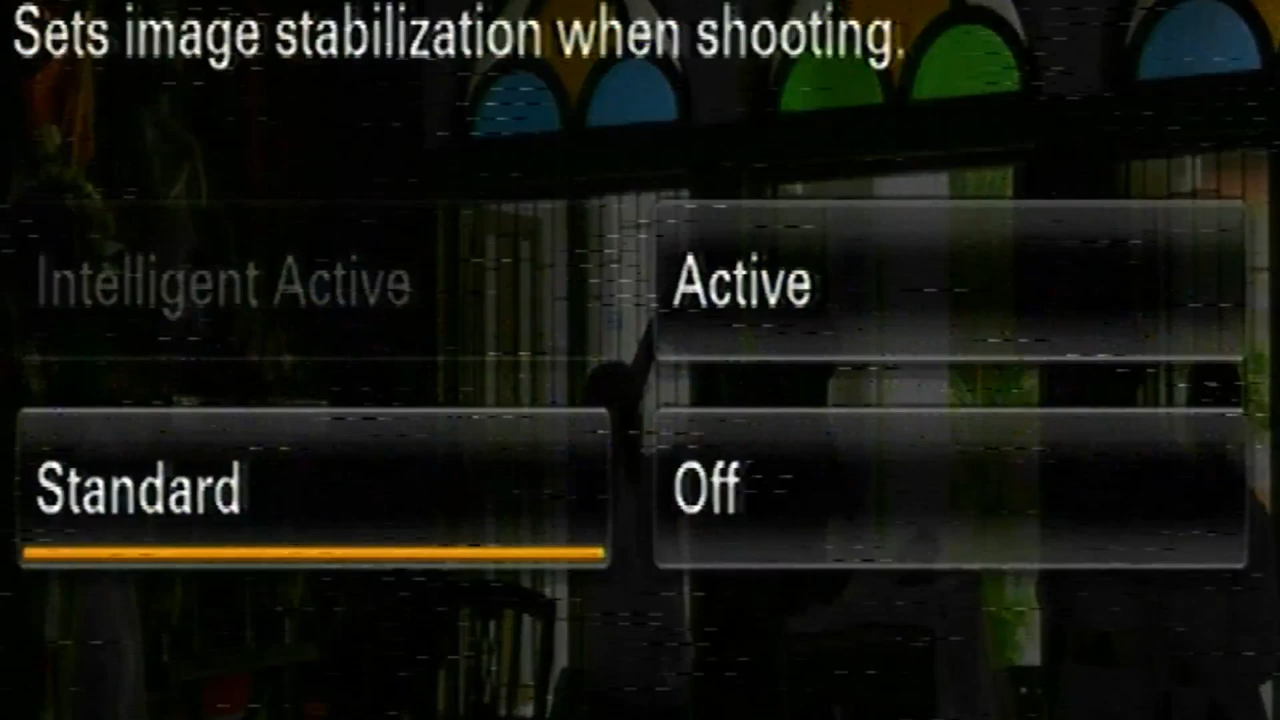 Sets image stabilization when shooting.
Intelligent Active
Active
Standard
Off